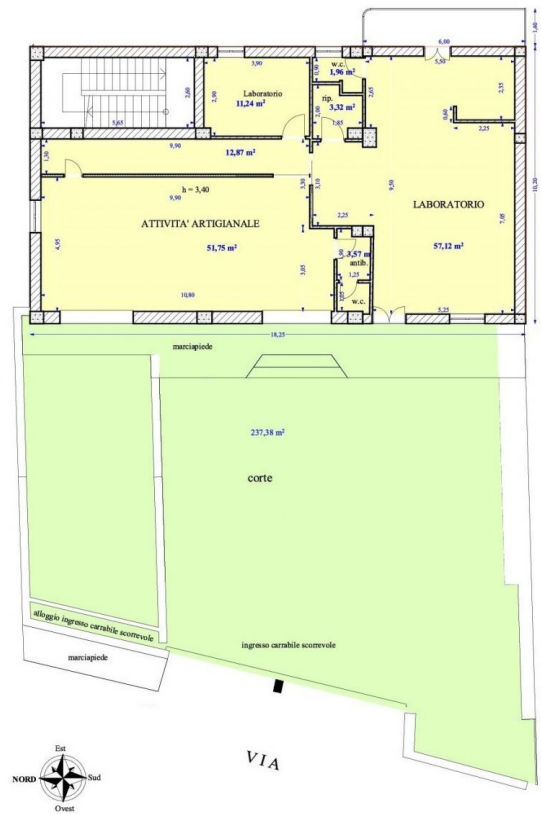 6,00
1,40
3,90
w.c.
5,50
0,90
1,96 m²
2,60
2,90
Laboratorio
11,24 m²
rip.
3,32 m²
2,00
1,85
2,65
2,35
0,60
2,25
5,65
9,90
12,87 m²
1,30
h = 3,40
9,90
3,30
3,10
9,50
10,20
ATTIVITA' ARTIGIANALE
51,75 m²
2,25
LABORATORIO
57,12 m²
7,05
4,95
3,05
3,57 m
antib.
1,25
10,80
w.c.
5,25
18,25
marciapiede
237,38 m²
corte
alloggio ingresso carrabile scorrevole
marciapiede
ingresso carrabile scorrevole
VIA
Est
NORD
Sud
Ovest